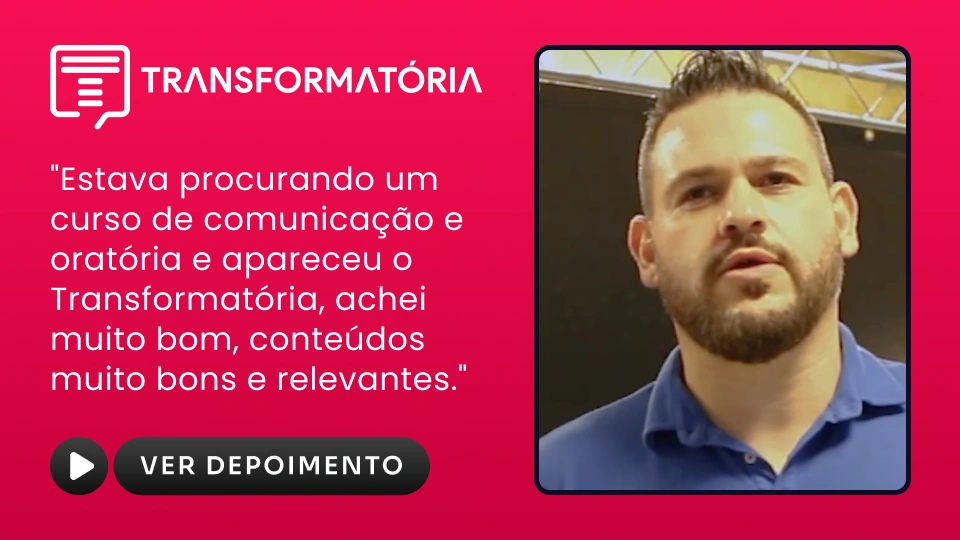 TRANSFORMATÓRIA
"Estava procurando um
curso de comunicação e
oratória e apareceu o
Transformatória, achei
muito bom, conteúdos
muito bons e relevantes."
VER DEPOIMENTO